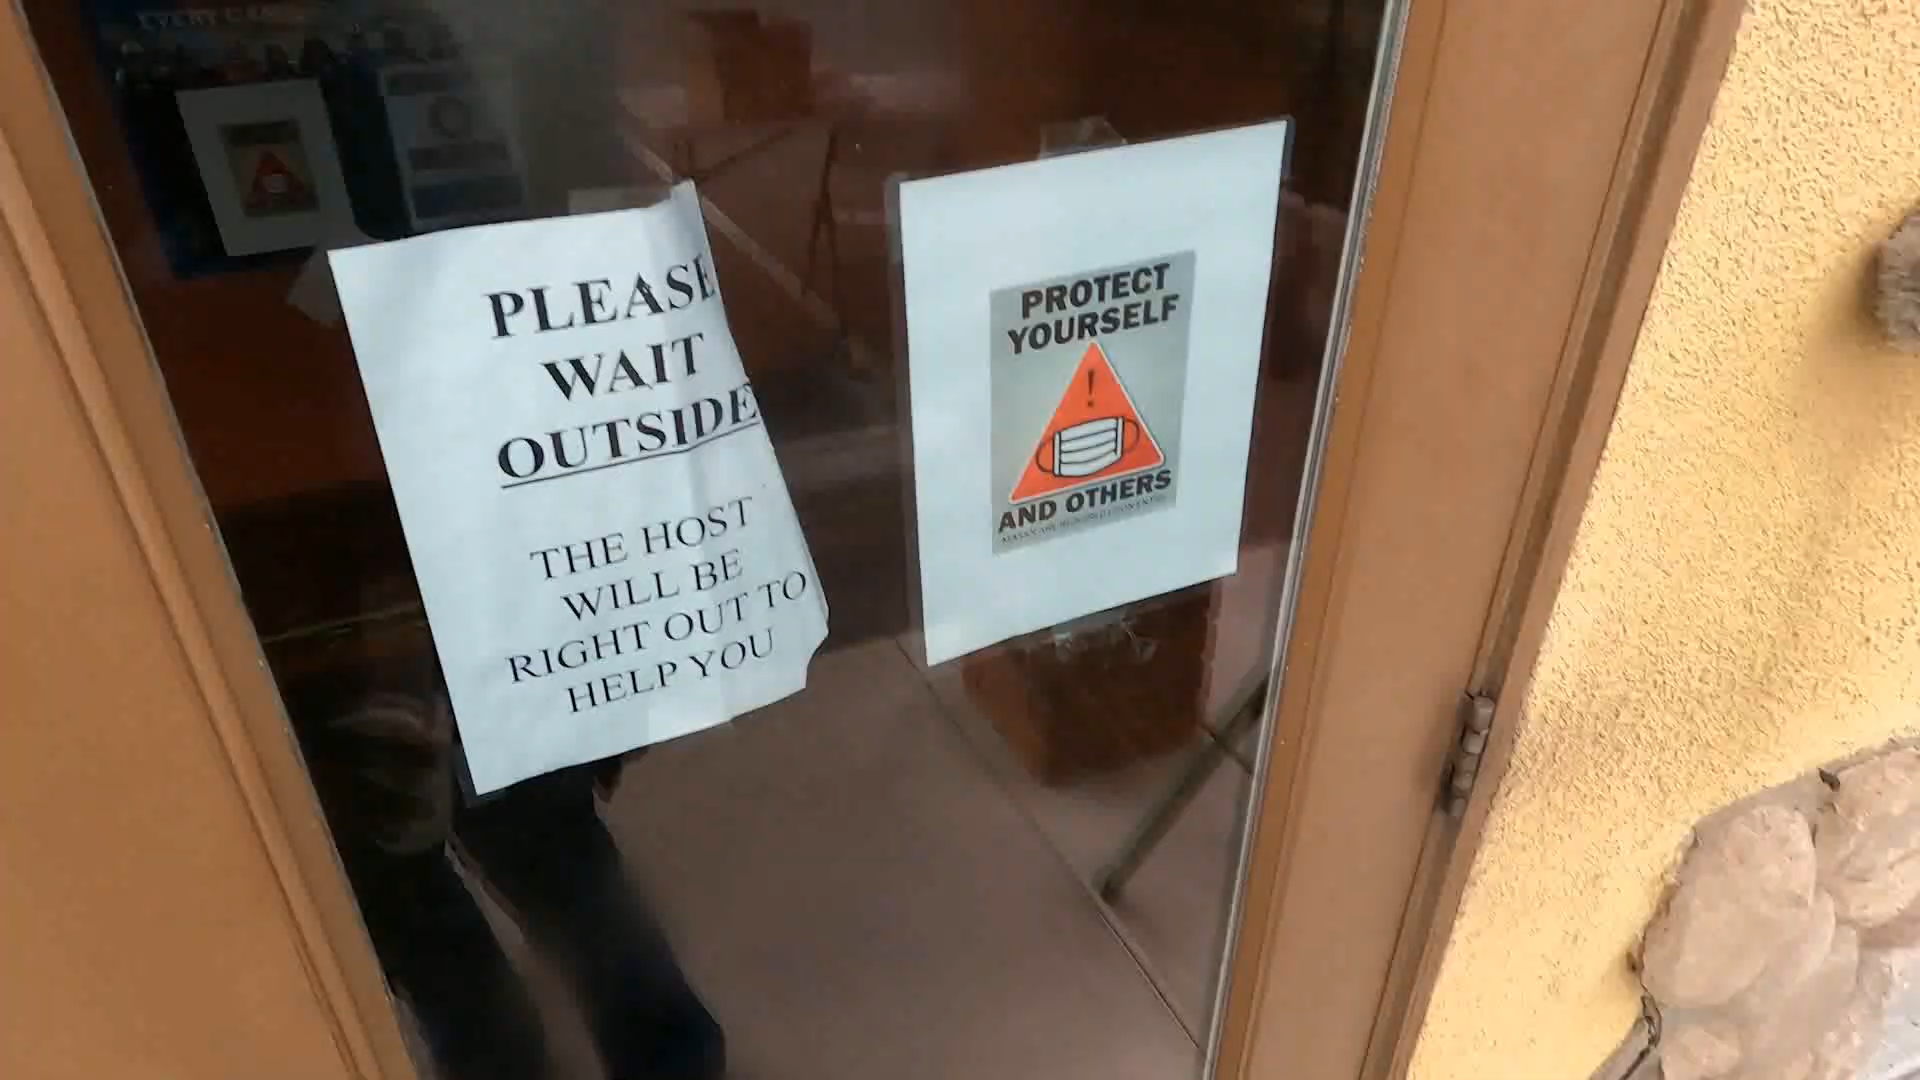 PLEASE
WAIT
OUTSIDE
THE HOST
WILL BE
RIGHT OUT TO
HELP YOU
PROTECT
YOURSELF
!
AND OTHERS